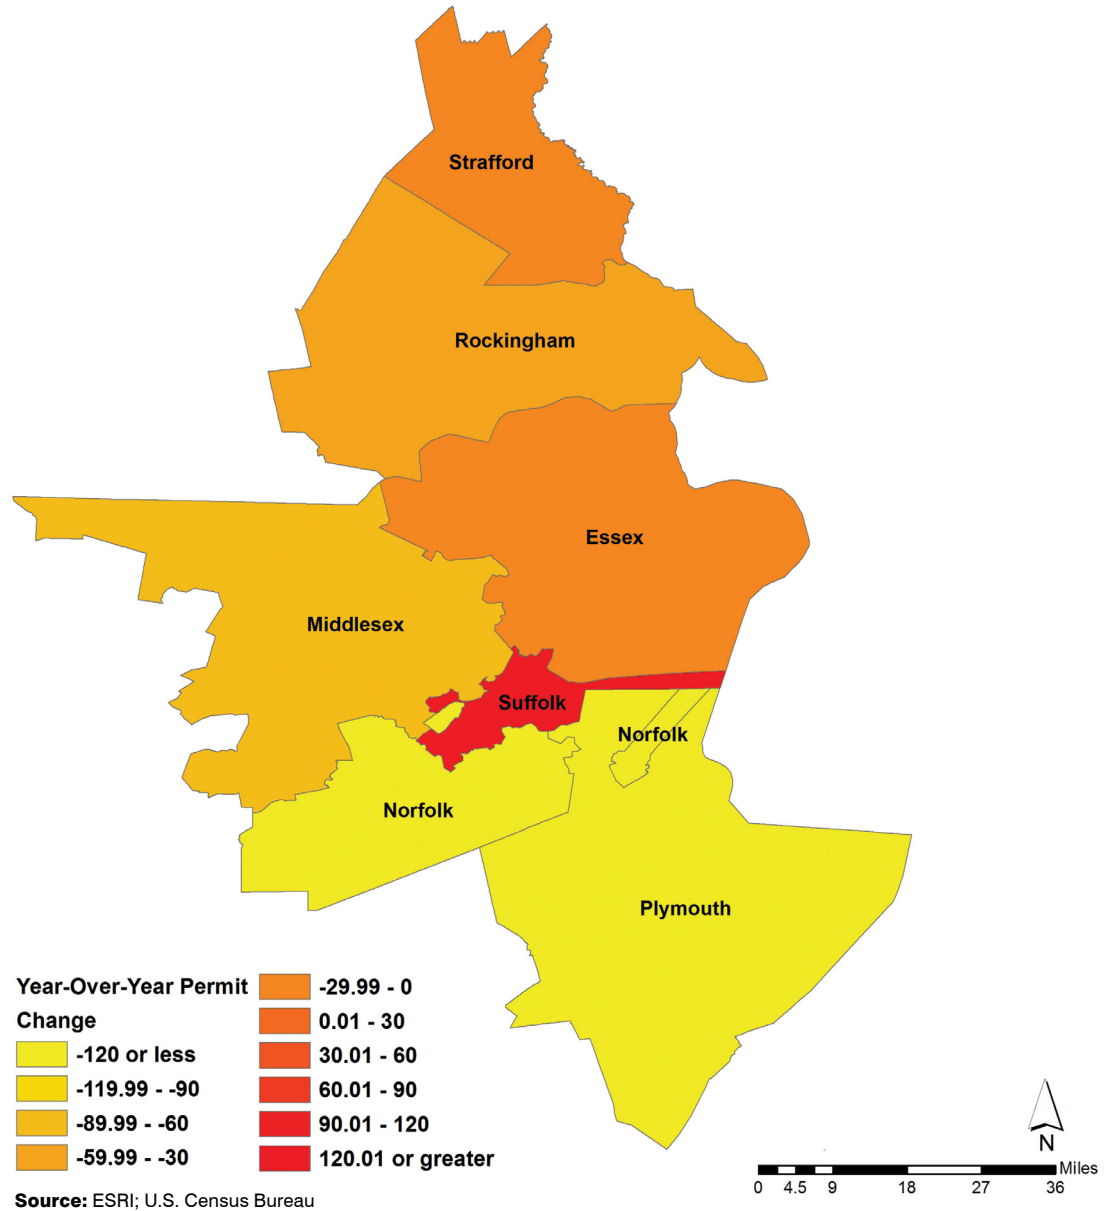 Strafford
Rockingham
Essex
Middlesex
Suffolk
Norfolk
Norfolk
Plymouth
Year-Over-Year Permit
Change
-120 or less
-119.99 - -90
-89.99 - -60
-59.99 - -30
-29.99 - 0
0.01 - 30
30.01 - 60
60.01 - 90
90.01 - 120
120.01 or greater
N
Miles
0 4.5 9 18 27 36
Source: ESRI; U.S. Census Bureau